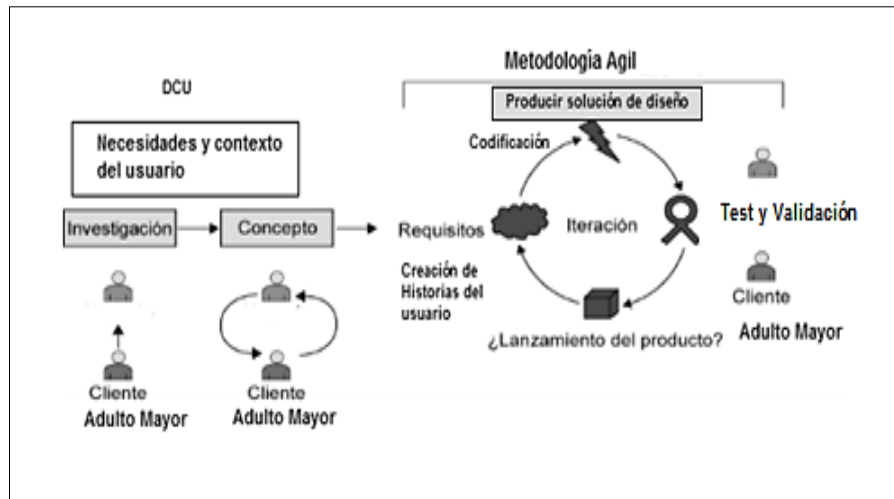 DCU
Necesidades y contexto
del usuario
Investigación
Concepto
Cliente
Adulto Mayor
Cliente
Adulto Mayor
Metodología Agil
Producir solución de diseño
Codificación
Requisitos
Iteración
Test y Validación
Creación de
Historias del
usuario
Cliente
¿Lanzamiento del producto?
Adulto Mayor